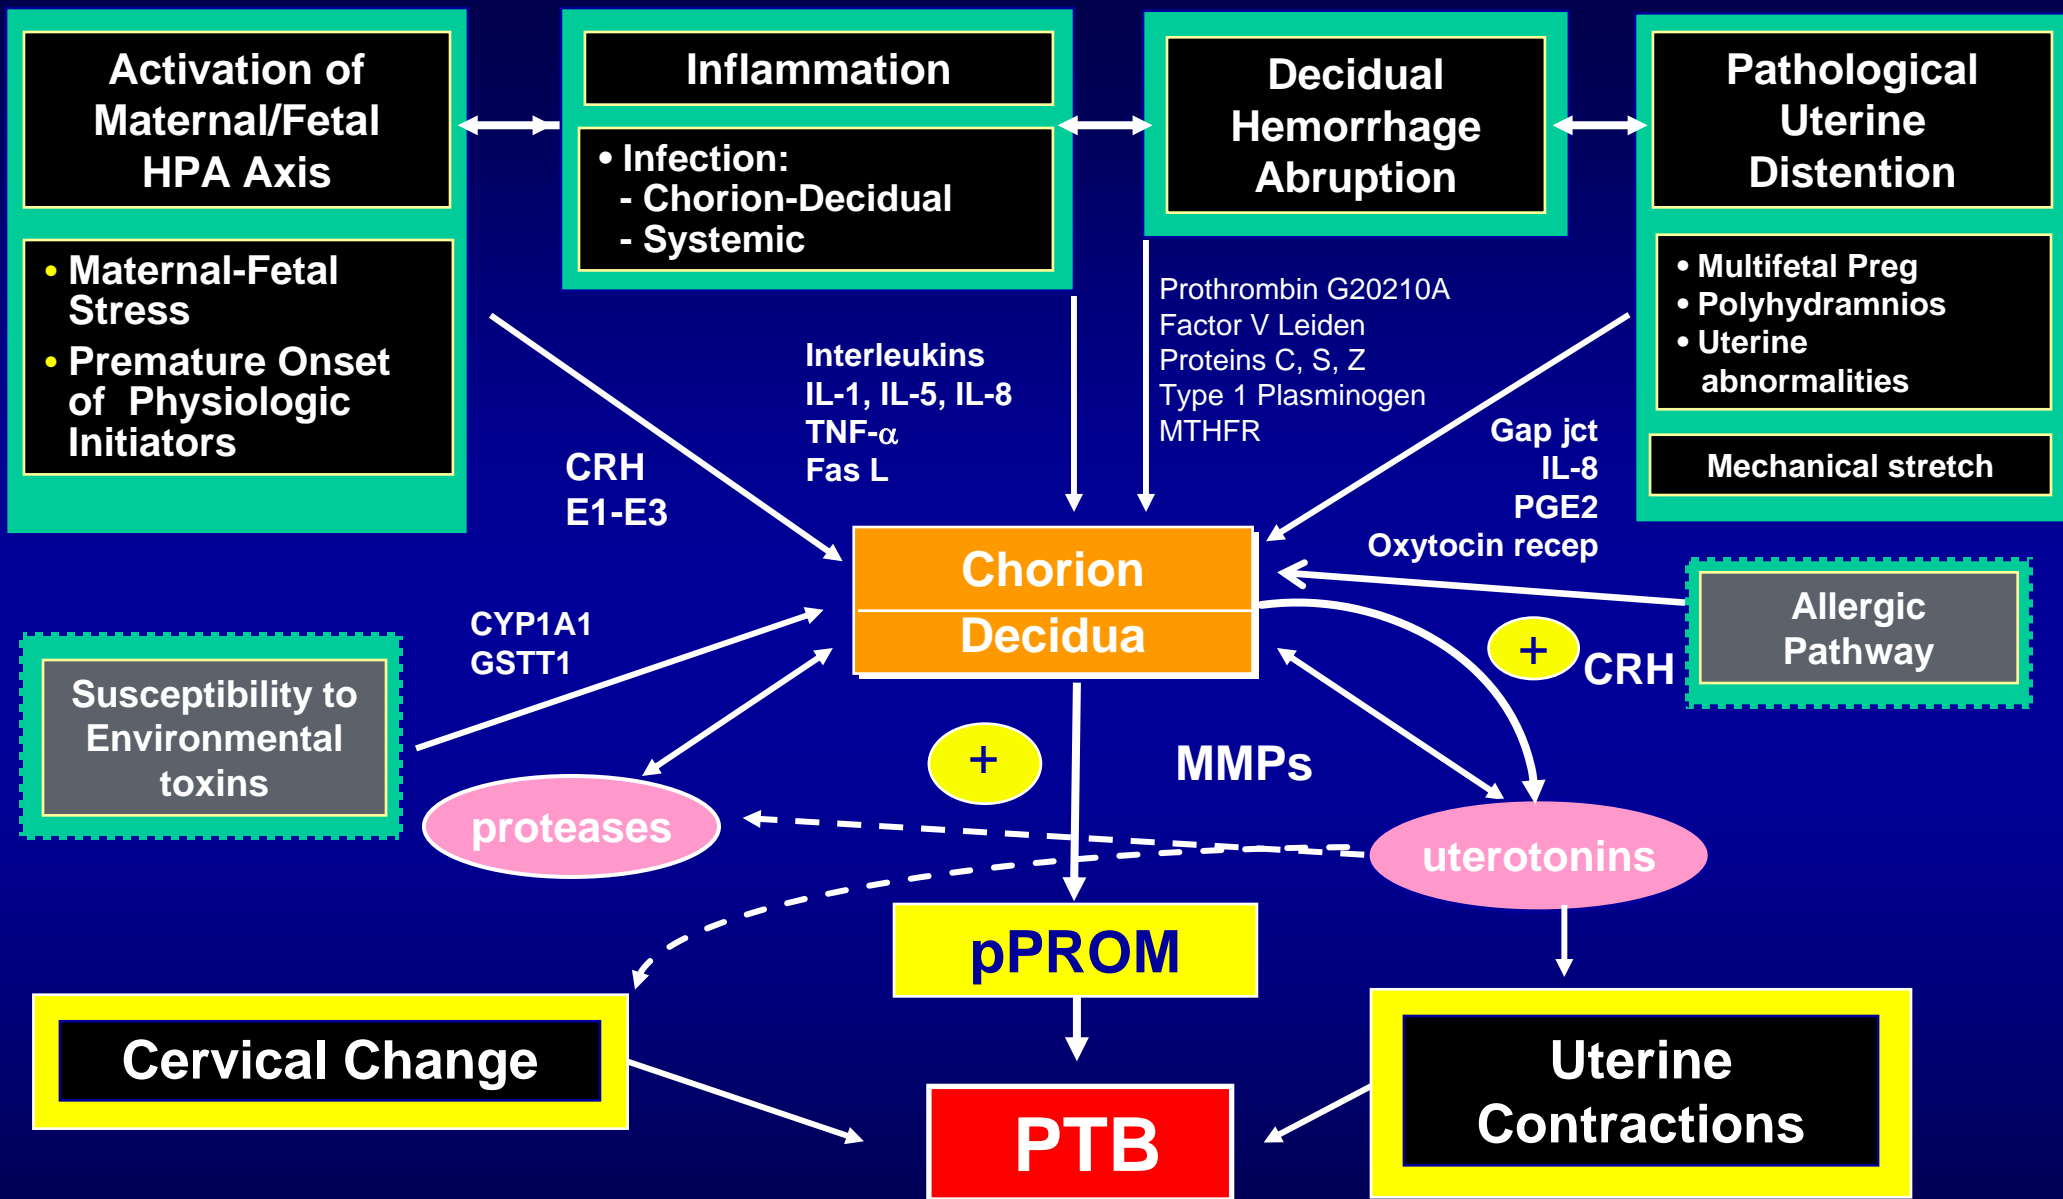 Activation of
Maternal/Fetal
HPA Axis
• Maternal-Fetal
Stress
• Premature Onset
of Physiologic
Initiators
Inflammation
• Infection:
- Chorion-Decidual
- Systemic
Decidual
Hemorrhage
Abruption
Pathological
Uterine
Distention
• Multifetal Preg
• Polyhydramnios
• Uterine
abnormalities
Mechanical stretch
CRH
E1-E3
Interleukins
IL-1, IL-5, IL-8
TNF-α
Fas L
Prothrombin G20210A
Factor V Leiden
Proteins C, S, Z
Type 1 Plasminogen
MTHFR
Gap jct
IL-8
PGE2
Oxytocin recep
Chorion
Decidua
Allergic
Pathway
CYP1A1
GSTT1
Susceptibility to
Environmental
toxins
+
CRH
+
MMPs
proteases
uterotonins
pPROM
Cervical Change
Uterine
Contractions
PTB